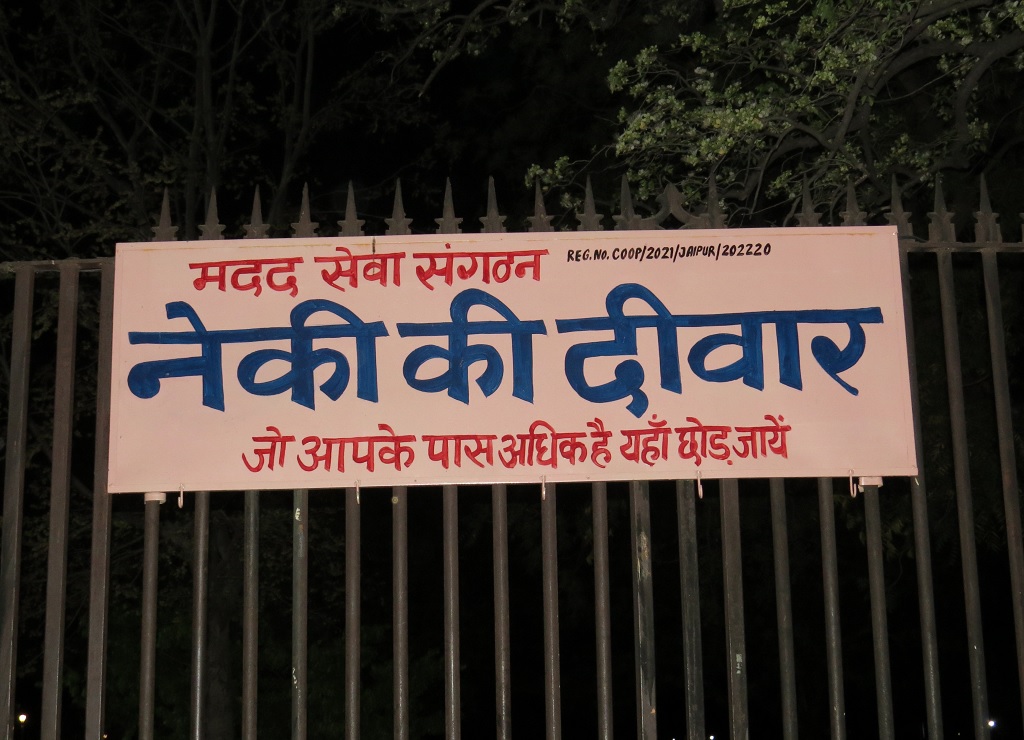 मदद सेवा संगठन REG.NO. COOP/2021/JAIPUR/202220
नेकी की दीवार
जो आपके पास अधिक है यहाँ छोड़ जायें